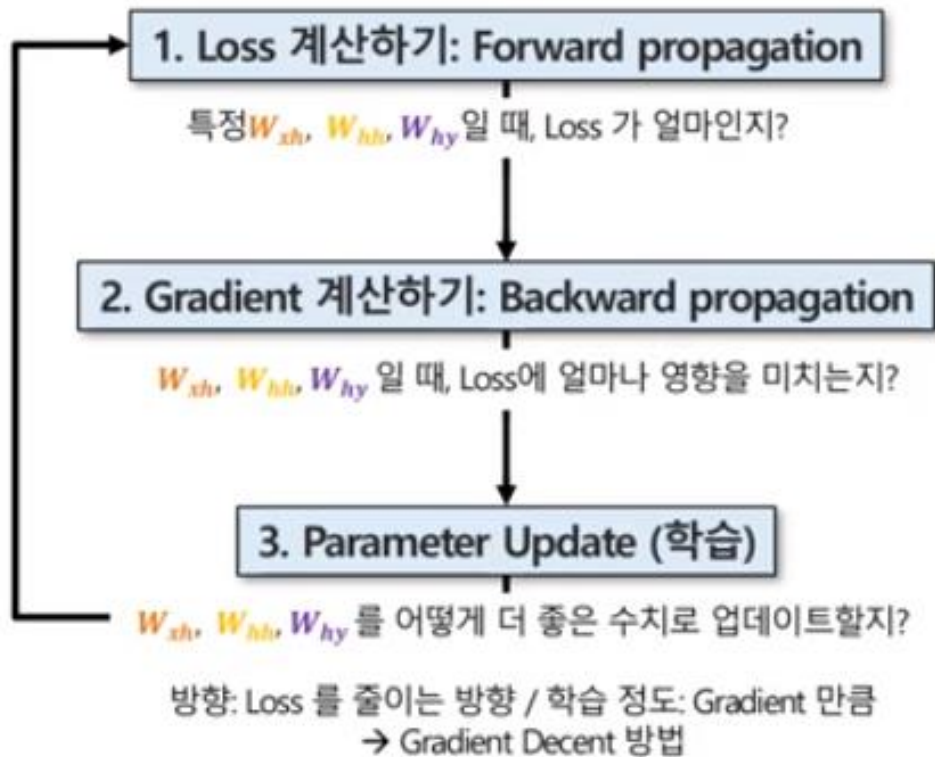 1. Loss 계산하기: Forward propagation
특정W_xh, W_hh, W_hy 일 때, Loss 가 얼마인지?
2. Gradient 계산하기: Backward propagation
W_xh, W_hh, W_hy 일 때, Loss에 얼마나 영향을 미치는지?
3. Parameter Update (학습)
W_xh, W_hh, W_hy 를 어떻게 더 좋은 수치로 업데이트할지?
방향: Loss 를 줄이는 방향 / 학습 정도: Gradient 만큼
→ Gradient Decent 방법